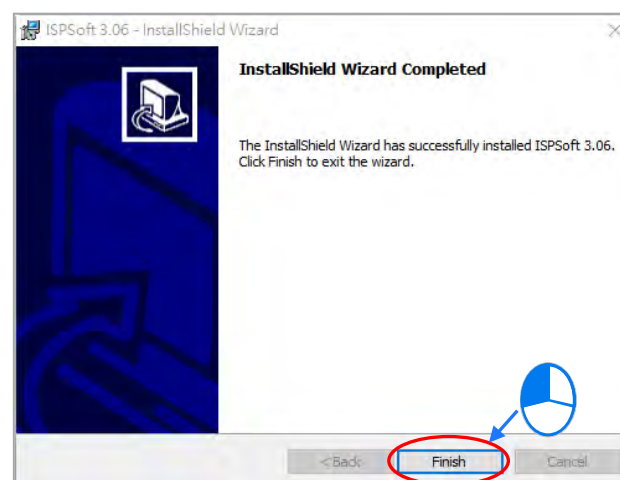 ISPSoft 3.06 - InstallShield Wizard
InstallShield Wizard Completed
The InstallShield Wizard has successfully installed ISPSoft 3.06.
Click Finish to exit the wizard.
< Back
Finish
Cancel